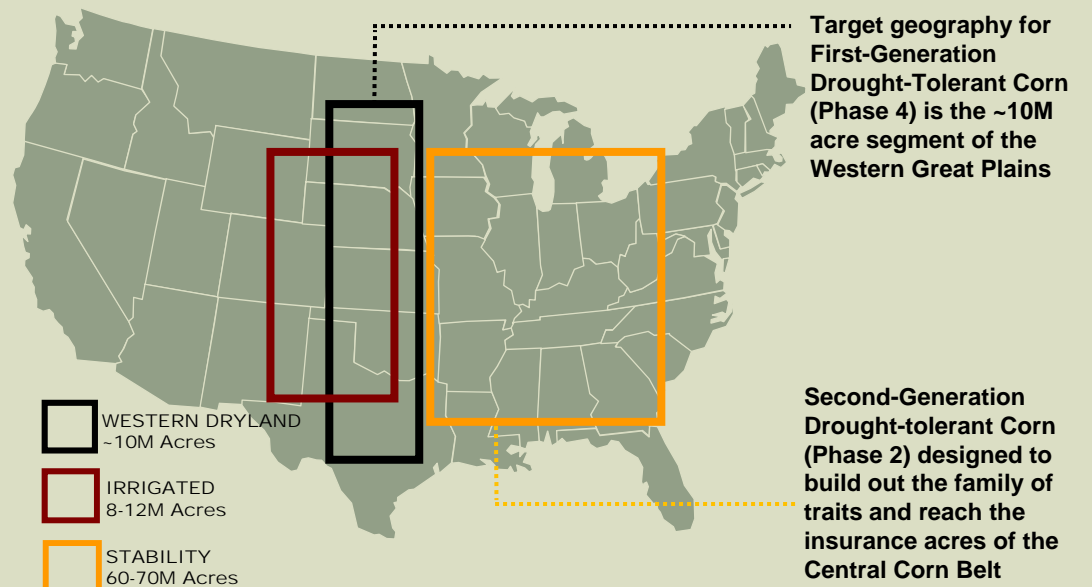 Target geography for
First-Generation
Drought-Tolerant Corn
(Phase 4) is the ~10M
acre segment of the
Western Great Plains
WESTERN DRYLAND
~10M Acres
IRRIGATED
8-12M Acres
STABILITY
60-70M Acres
Second-Generation
Drought-tolerant Corn
(Phase 2) designed to
build out the family of
traits and reach the
insurance acres of the
Central Corn Belt